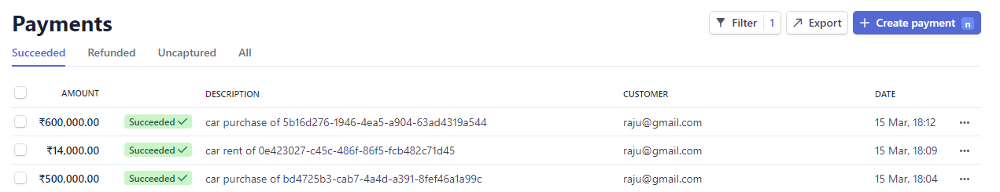 Payments
Filter 1 Export + Create payment n
Succeeded Refunded Uncaptured All
AMOUNT DESCRIPTION CUSTOMER DATE
₹600,000.00 Succeeded car purchase of 5b16d276-1946-4ea5-a904-63ad4319a544 raju@gmail.com 15 Mar, 18:12
₹14,000.00 Succeeded car rent of 0e423027-c45c-486f-86f5-fcb482c71d45 raju@gmail.com 15 Mar, 18:09
₹500,000.00 Succeeded car purchase of bd4725b3-cab7-4a4d-a391-8fef46a1a99c raju@gmail.com 15 Mar, 18:04